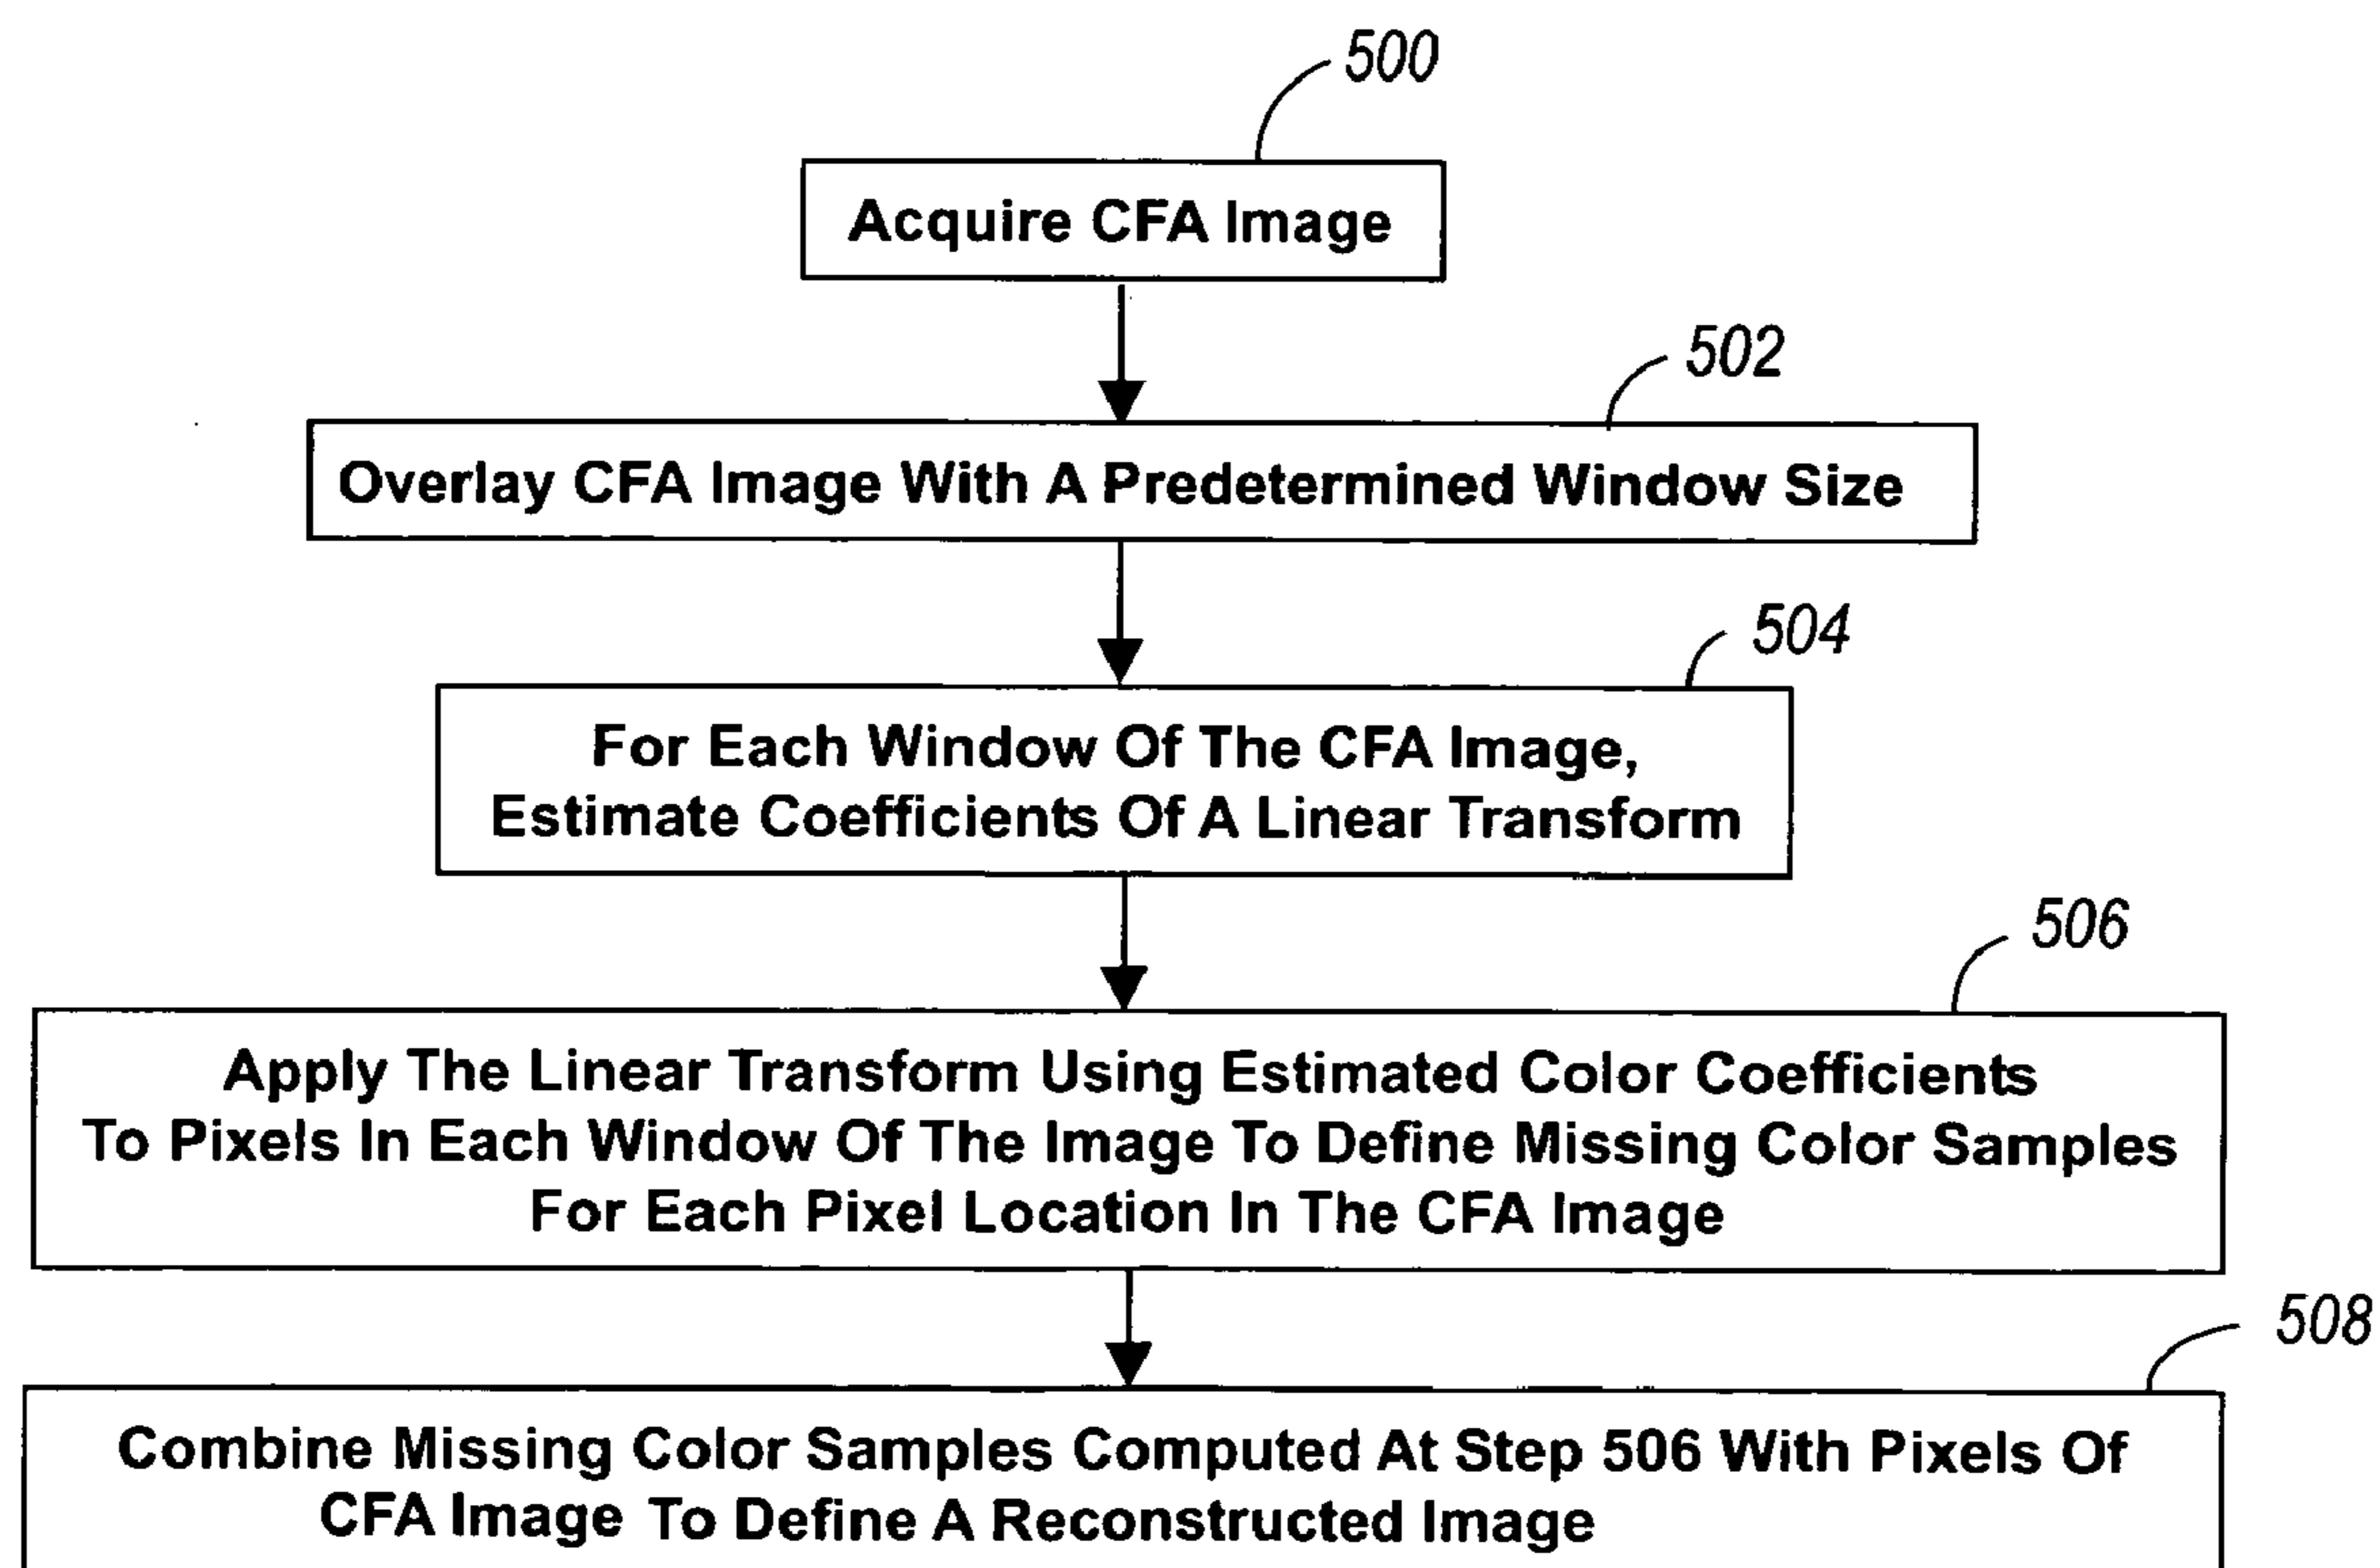 500
Acquire CFA Image
502
Overlay CFA Image With A Predetermined Window Size
504
For Each Window Of The CFA Image,
Estimate Coefficients Of A Linear Transform
506
Apply The Linear Transform Using Estimated Color Coefficients
To Pixels In Each Window Of The Image To Define Missing Color Samples
For Each Pixel Location In The CFA Image
508
Combine Missing Color Samples Computed At Step 506 With Pixels Of
CFA Image To Define A Reconstructed Image